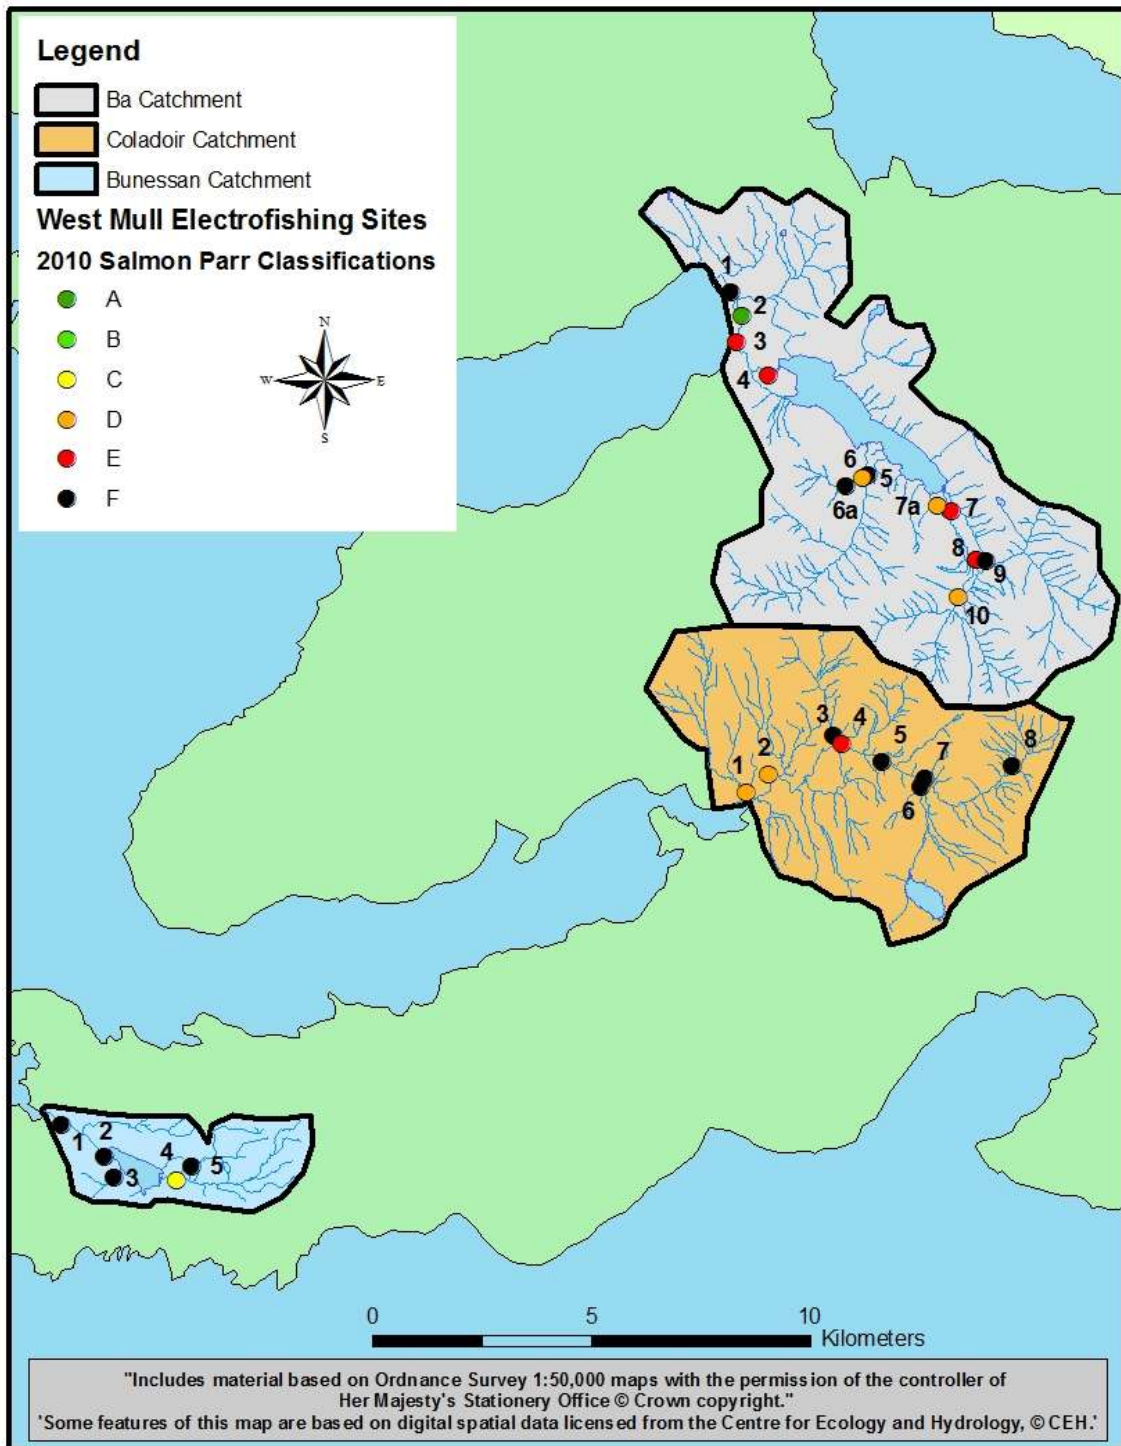 Legend
Ba Catchment
Coladoir Catchment
Bunessan Catchment
West Mull Electrofishing Sites
2010 Salmon Parr Classifications
A
B
C
D
E
F
N
W
E
S
1
2
3
4
6
5
6a
7a
7
8
9
10
3
4
5
7
8
2
1
6
1
2
4
5
3
0
5
10
Kilometers
"Includes material based on Ordnance Survey 1:50,000 maps with the permission of the controller of
Her Majesty's Stationery Office © Crown copyright."
'Some features of this map are based on digital spatial data licensed from the Centre for Ecology and Hydrology, © CEH.'